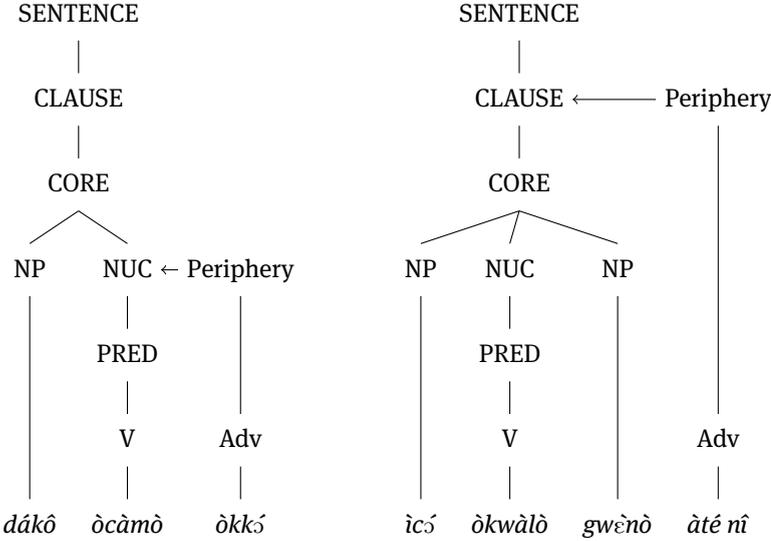 SENTENCE SENTENCE
CLAUSE CLAUSE ← Periphery
CORE CORE
NP NUC ← Periphery NP NUC NP
PRED PRED
V Adv V Adv
dákô òcàmò òkkɔ́ ìcɔ́ òkwàlò gwɛ̀nò àté nî